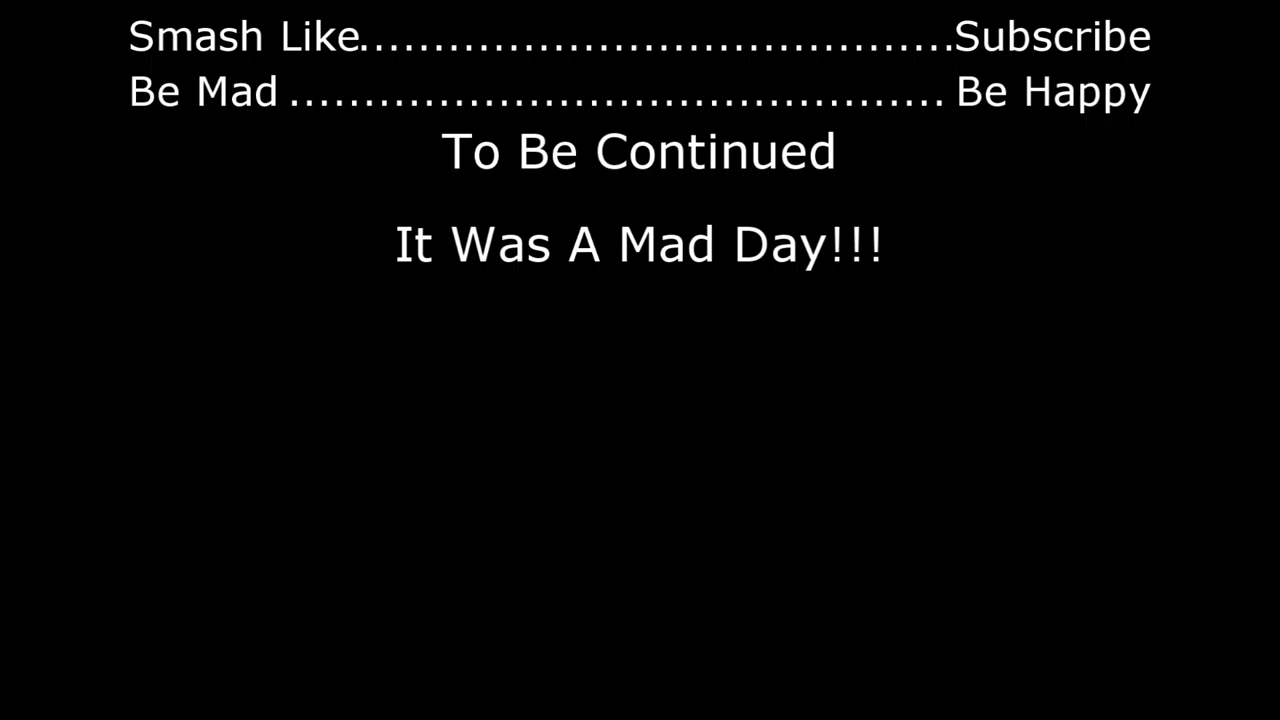 Smash Like........................................Subscribe
Be Mad ............................................ Be Happy
To Be Continued
It Was A Mad Day!!!